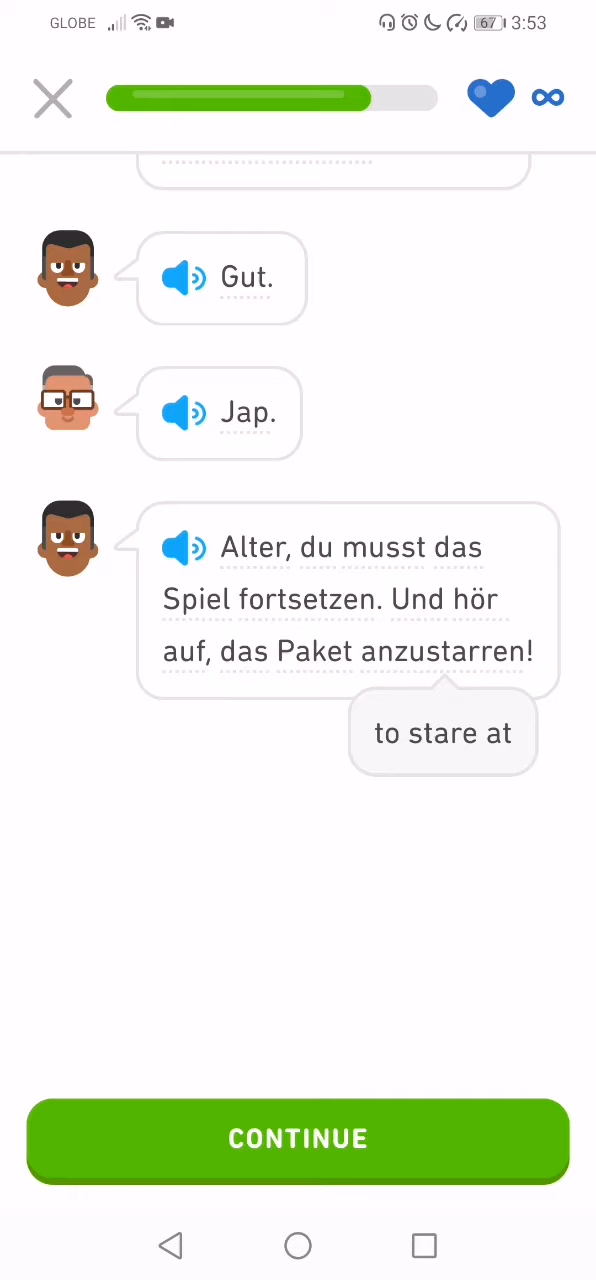 GLOBE
67 3:53
Gut.
Jap.
Alter, du musst das
Spiel fortsetzen. Und hör
auf, das Paket anzustarren!
to stare at
CONTINUE